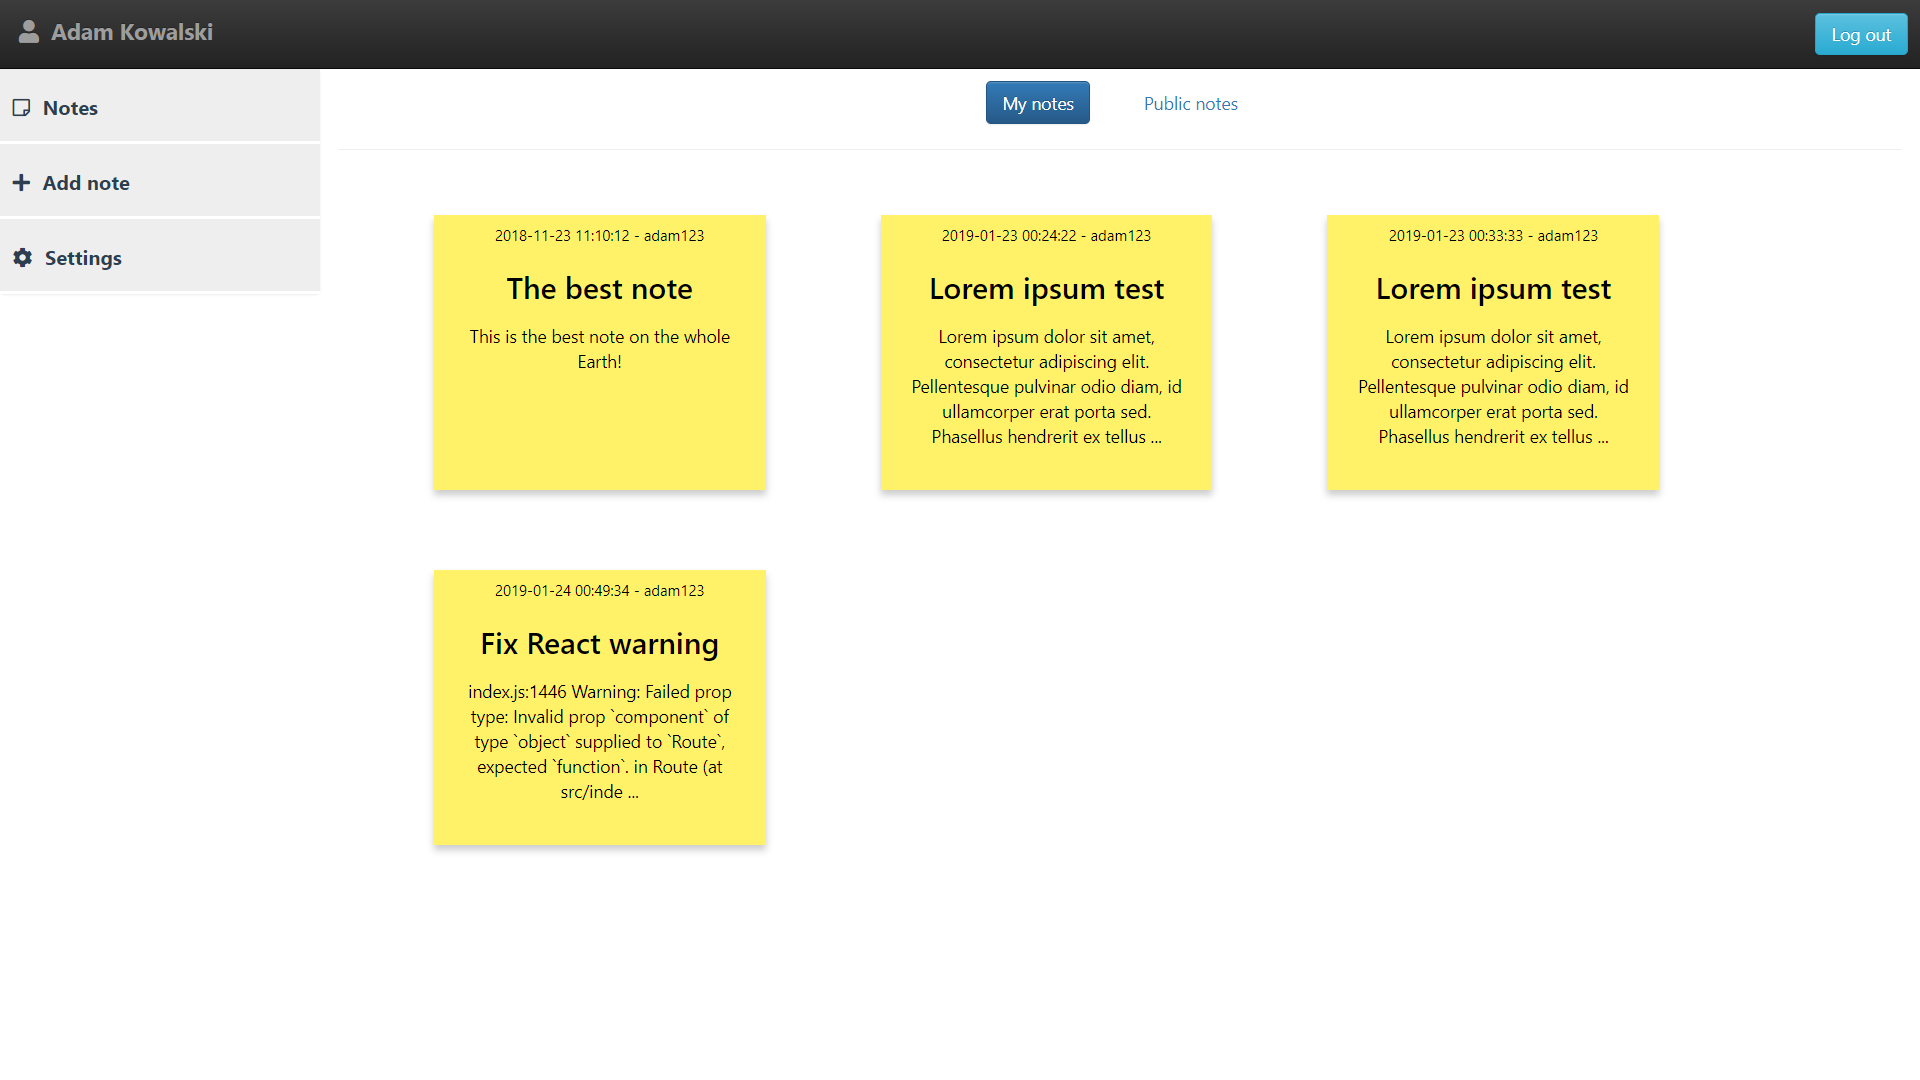 Adam Kowalski
Log out
Notes
Add note
Settings
My notes
Public notes
2018-11-23 11:10:12 - adam123
The best note
This is the best note on the whole
Earth!
2019-01-23 00:24:22 - adam123
Lorem ipsum test
Lorem ipsum dolor sit amet,
consectetur adipiscing elit.
Pellentesque pulvinar odio diam, id
ullamcorper erat porta sed.
Phasellus hendrerit ex tellus ...
2019-01-23 00:33:33 - adam123
Lorem ipsum test
Lorem ipsum dolor sit amet,
consectetur adipiscing elit.
Pellentesque pulvinar odio diam, id
ullamcorper erat porta sed.
Phasellus hendrerit ex tellus ...
2019-01-24 00:49:34 - adam123
Fix React warning
index.js:1446 Warning: Failed prop
type: Invalid prop `component` of
type `object` supplied to `Route`,
expected `function`. in Route (at
src/inde ...